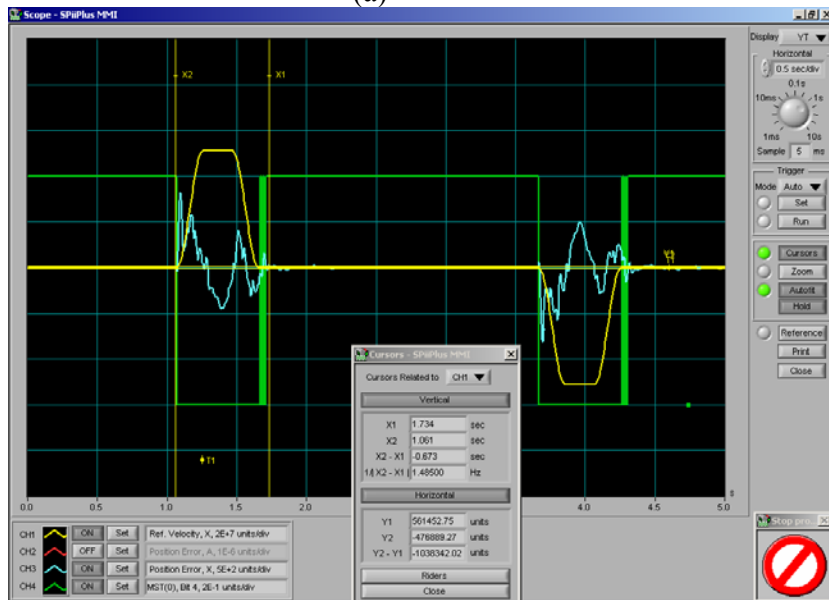 (a)
Scope - SPiiPlus MMI
Display YT
Horizontal
0.5 sec/div
0.1s
10ms 1s
1ms 10s
Sample 5 ms
Trigger
Mode Auto
Set
Run
Cursors
Zoom
Autofit
Hold
Reference
Print
Close
X2 X1
T1
0.0 0.5 1.0 1.5 2.0 4.0 4.5 5.0
Cursors - SPiiPlus MMI
Cursors Related to CH1
Vertical
X1 1.734 sec
X2 1.061 sec
X2 - X1 -0.673 sec
1/| X2 - X1 | 1.48500 Hz
Horizontal
Y1 561452.75 units
Y2 -476889.27 units
Y2 - Y1 -1038342.02 units
Riders
Close
CH1 ON Set Ref. Velocity, X, 2E+7 units/div
CH2 OFF Set Position Error, A, 1E-6 units/div
CH3 ON Set Position Error, X, 5E+2 units/div
CH4 ON Set MST(0), Bit 4, 2E-1 units/div
Stop pro...